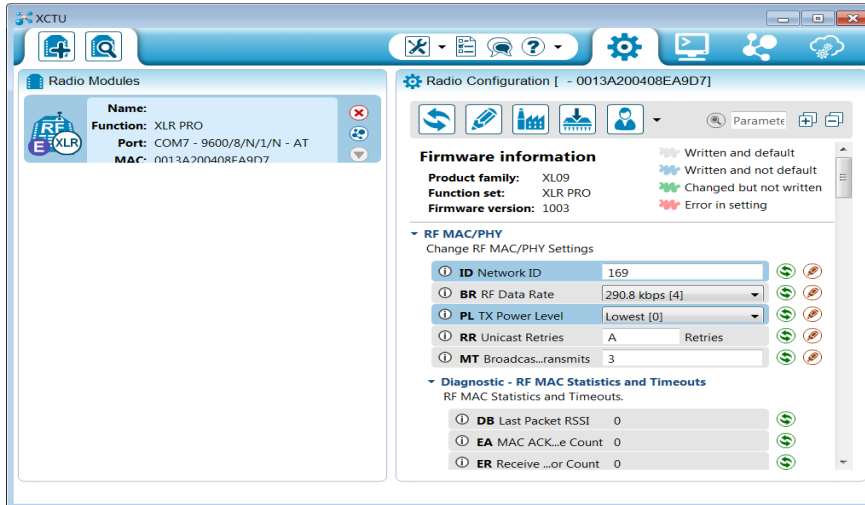 XCTU
Radio Modules
Name:
Function: XLR PRO
Port: COM7 - 9600/8/N/1/N - AT
MAC: 0013A200408EA9D7
RF
E XLR
Radio Configuration [ - 0013A200408EA9D7]
Paramete
Firmware information
Product family: XL09
Function set: XLR PRO
Firmware version: 1003
Written and default
Written and not default
Changed but not written
Error in setting
RF MAC/PHY
Change RF MAC/PHY Settings
i ID Network ID 169
i BR RF Data Rate 290.8 kbps [4]
i PL TX Power Level Lowest [0]
i RR Unicast Retries A Retries
i MT Broadcas...ransmits 3
Diagnostic - RF MAC Statistics and Timeouts
RF MAC Statistics and Timeouts.
i DB Last Packet RSSI 0
i EA MAC ACK...e Count 0
i ER Receive ...or Count 0